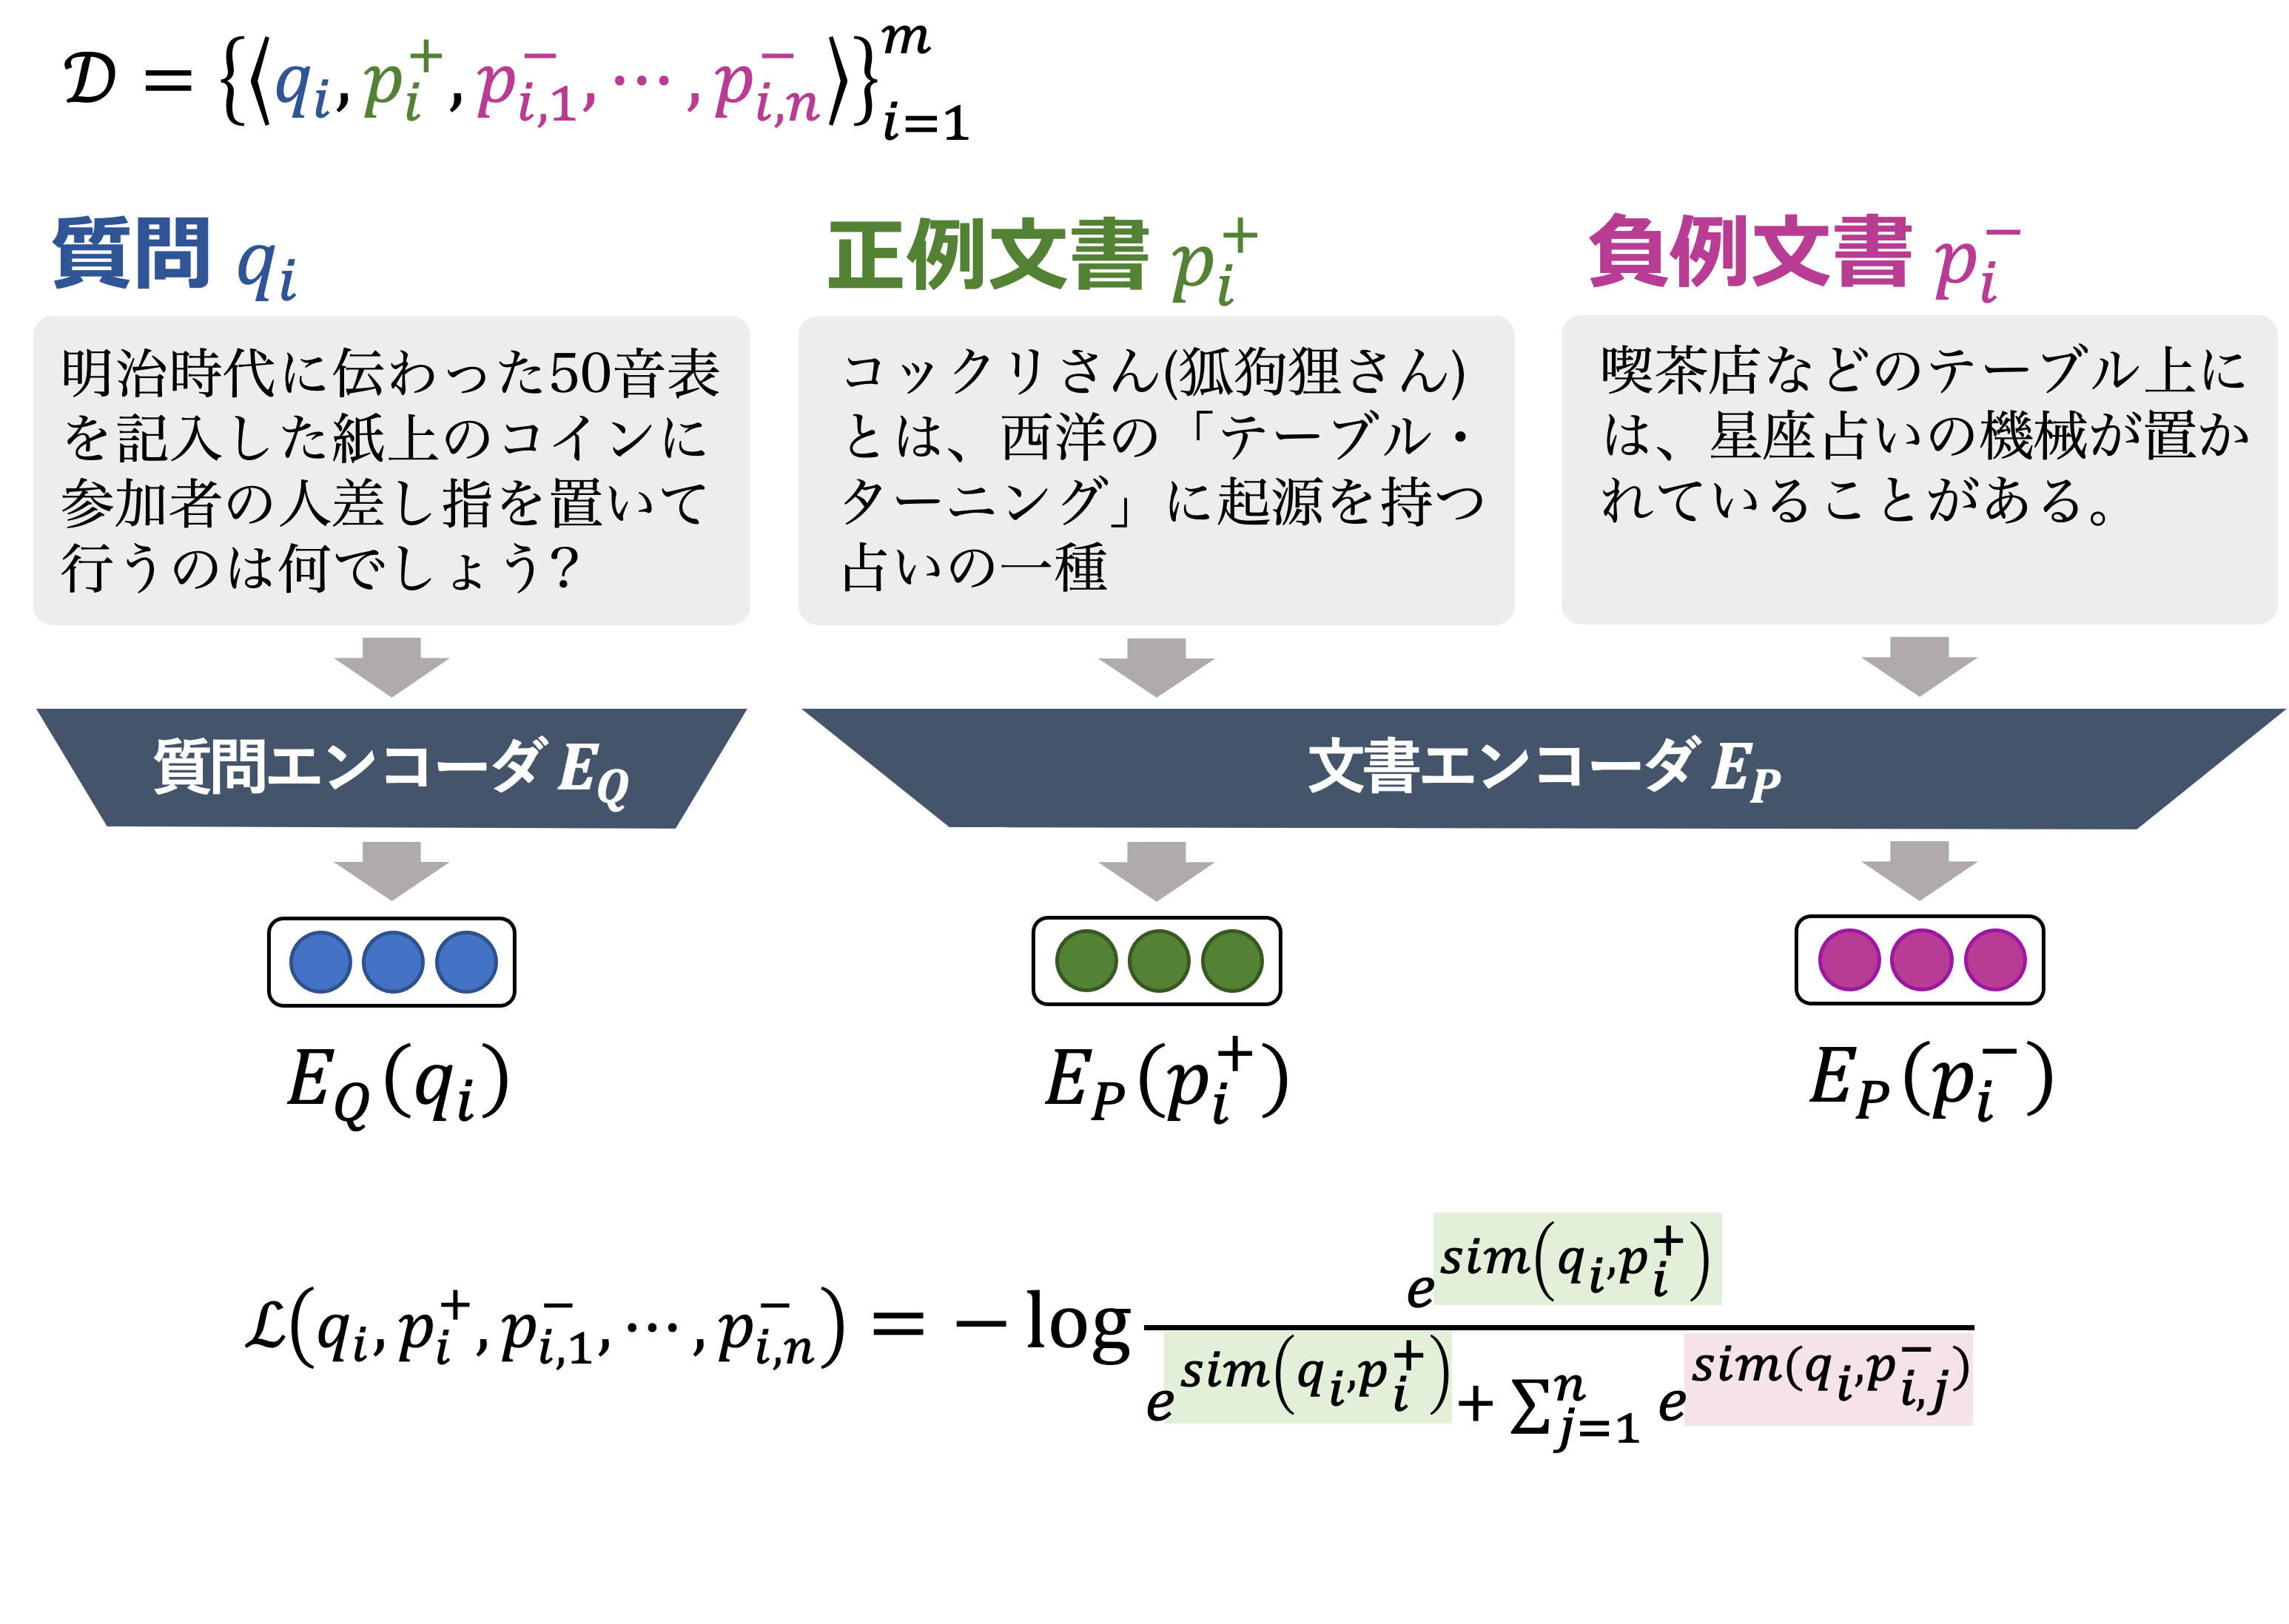 𝒟 = {⟨q_i, p_i^+, p_{i,1}^-, ⋯, p_{i,n}^-⟩}_{i=1}^m
質問 q_i
正例文書 p_i^+
負例文書 p_i^-
明治時代に伝わった50音表
を記入した紙上のコインに
参加者の人差し指を置いて
行うのは何でしょう？
コックリさん(狐狗狸さん)
とは、西洋の「テーブル・
ターニング」に起源を持つ
占いの一種
喫茶店などのテーブル上に
は、星座占いの機械が置か
れていることがある。
質問エンコーダ E_Q
文書エンコーダ E_P
E_Q(q_i)
E_P(p_i^+)
E_P(p_i^-)
ℒ(q_i, p_i^+, p_{i,1}^-, ⋯, p_{i,n}^-) = − log \frac{e^{sim(q_i, p_i^+)}}{e^{sim(q_i, p_i^+)} + ∑_{j=1}^n e^{sim(q_i, p_{i,j}^-)}}